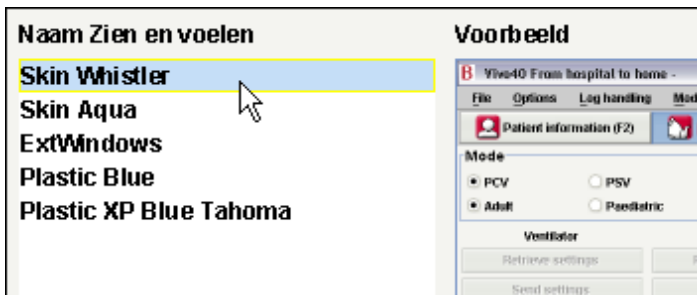 Naam Zien en voelen
Skin Whistler
Skin Aqua
ExtWindows
Plastic Blue
Plastic XP Blue Tahoma
Voorbeeld
B Vivo40 From hospital to home -
File Options Log handling Mod
Patient information (F2)
Mode
PCV PSV
Adult Paediatric
Ventilator
Retrieve settings
Send settings